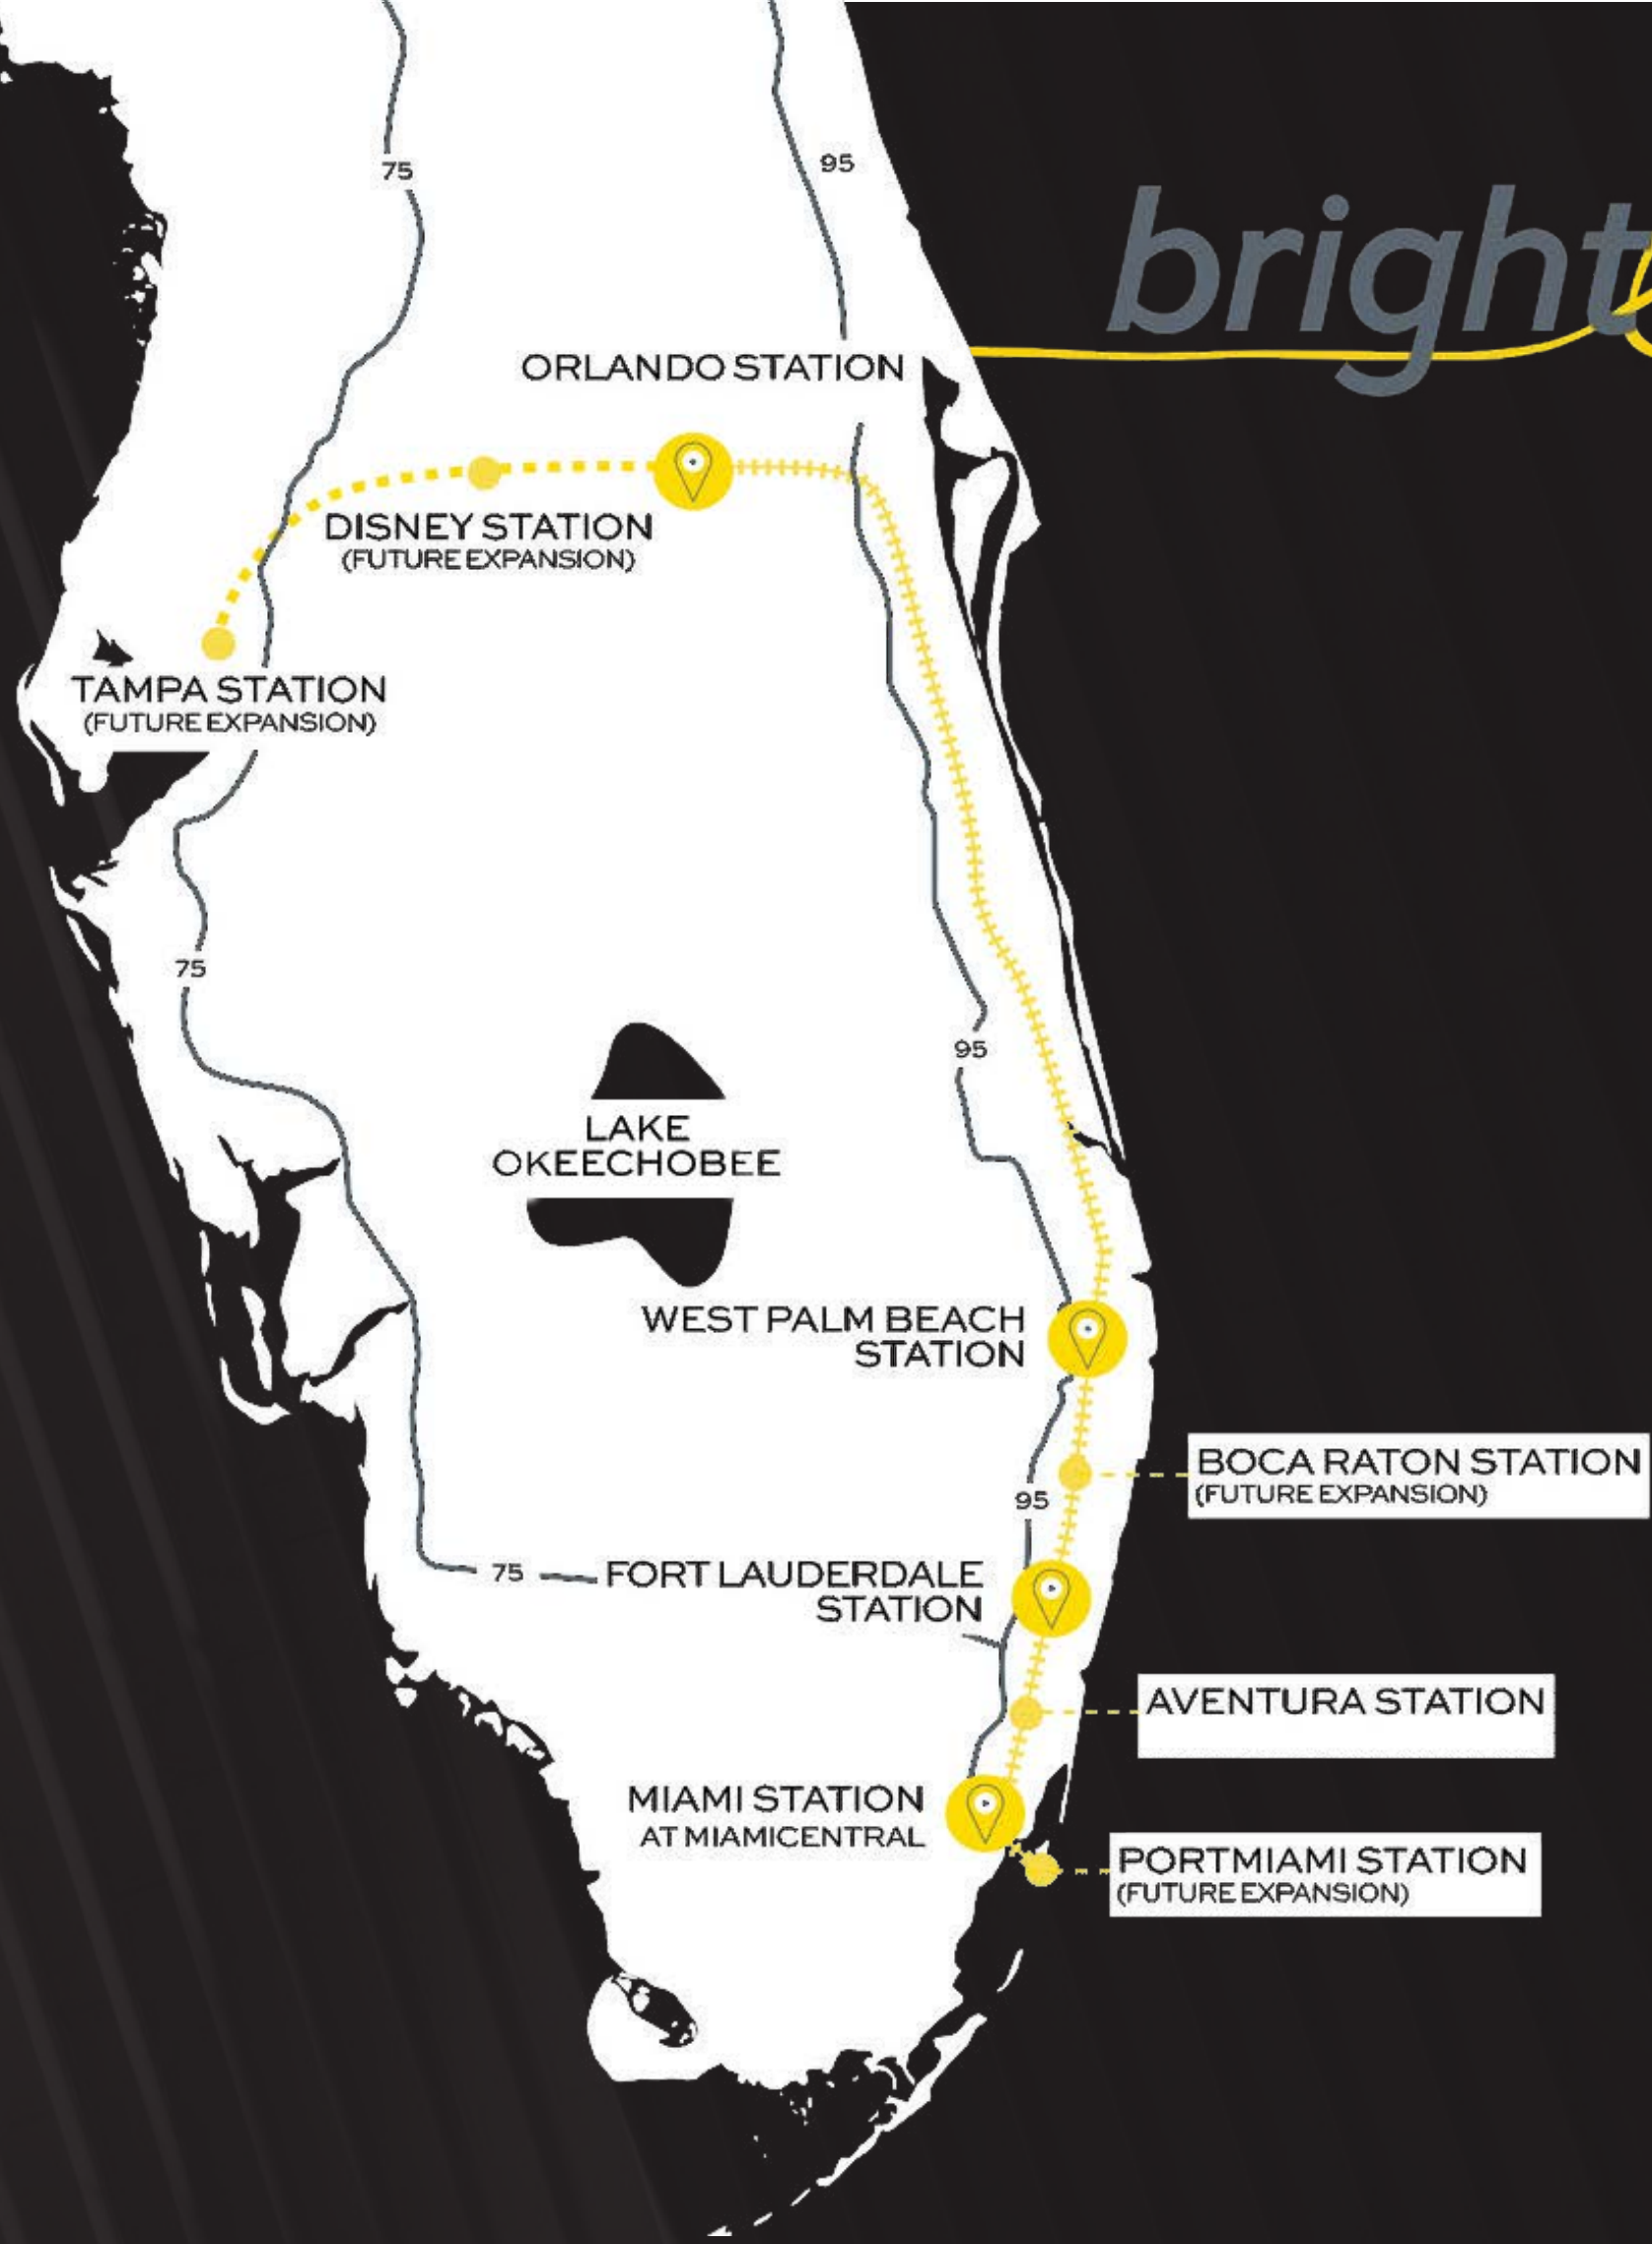 75
95
bright
ORLANDO STATION
DISNEY STATION
(FUTURE EXPANSION)
TAMPA STATION
(FUTURE EXPANSION)
75
95
LAKE
OKEECHOBEE
WEST PALM BEACH
STATION
BOCA RATON STATION
(FUTURE EXPANSION)
95
75
FORT LAUDERDALE
STATION
AVENTURA STATION
MIAMI STATION
AT MIAMICENTRAL
PORTMIAMI STATION
(FUTURE EXPANSION)